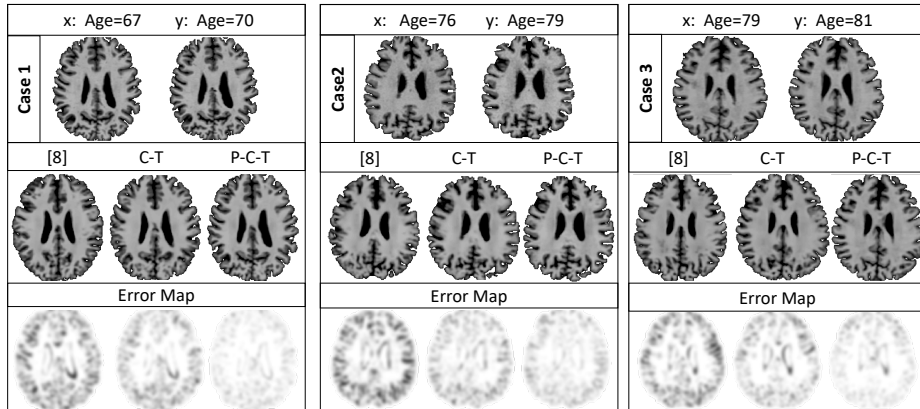 x: Age=67 y: Age=70
Case 1
[8] C-T P-C-T
Error Map
x: Age=76 y: Age=79
Case2
[8] C-T P-C-T
Error Map
x: Age=79 y: Age=81
Case 3
[8] C-T P-C-T
Error Map